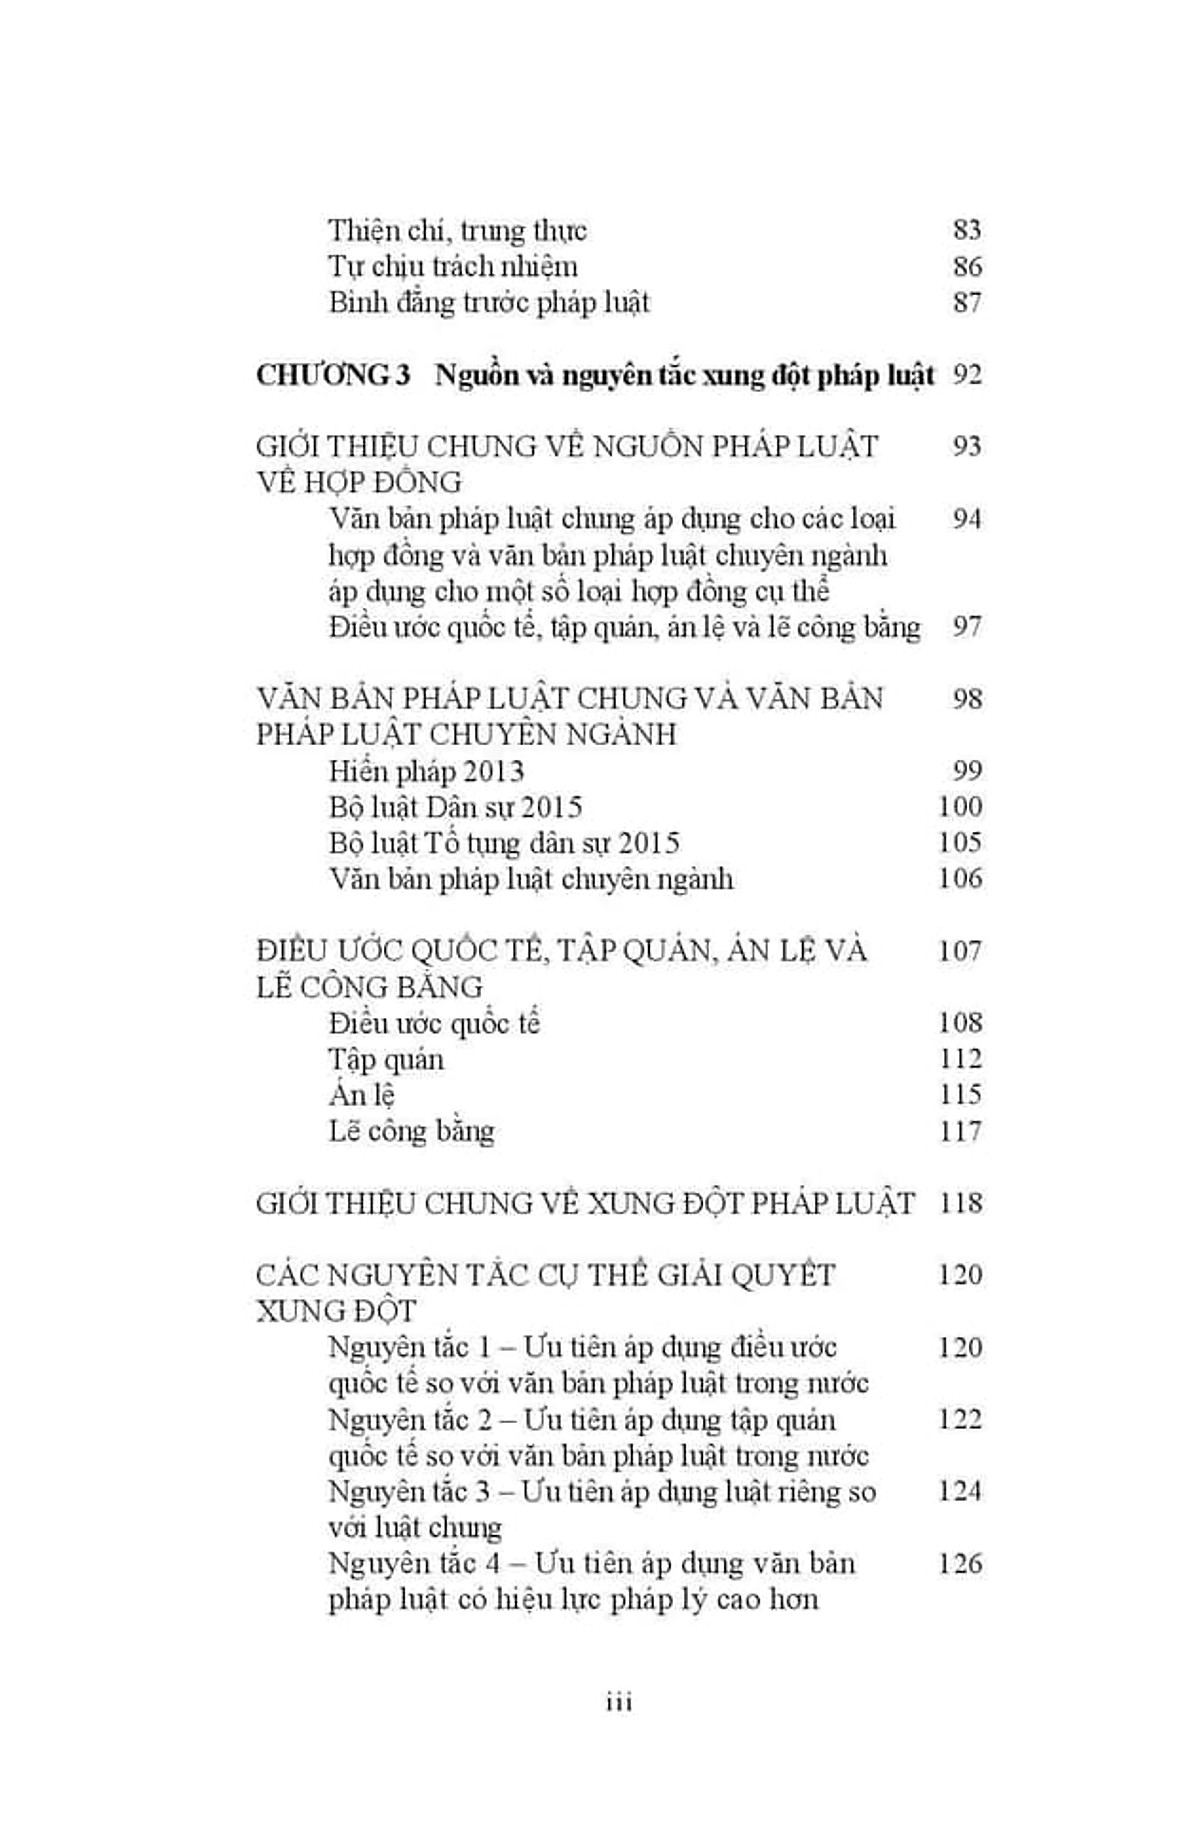 Thiện chí, trung thực 83
Tự chịu trách nhiệm 86
Bình đẳng trước pháp luật 87
CHƯƠNG 3 Nguồn và nguyên tắc xung đột pháp luật 92
GIỚI THIỆU CHUNG VỀ NGUỒN PHÁP LUẬT 93
VỀ HỢP ĐỒNG
Văn bản pháp luật chung áp dụng cho các loại 94
hợp đồng và văn bản pháp luật chuyên ngành
áp dụng cho một số loại hợp đồng cụ thể
Điều ước quốc tế, tập quán, án lệ và lẽ công bằng 97
VĂN BẢN PHÁP LUẬT CHUNG VÀ VĂN BẢN 98
PHÁP LUẬT CHUYÊN NGÀNH
Hiến pháp 2013 99
Bộ luật Dân sự 2015 100
Bộ luật Tố tụng dân sự 2015 105
Văn bản pháp luật chuyên ngành 106
ĐIỀU ƯỚC QUỐC TẾ, TẬP QUÁN, ÁN LỆ VÀ 107
LẼ CÔNG BẰNG
Điều ước quốc tế 108
Tập quán 112
Án lệ 115
Lẽ công bằng 117
GIỚI THIỆU CHUNG VỀ XUNG ĐỘT PHÁP LUẬT 118
CÁC NGUYÊN TẮC CỤ THỂ GIẢI QUYẾT 120
XUNG ĐỘT
Nguyên tắc 1 – Ưu tiên áp dụng điều ước 120
quốc tế so với văn bản pháp luật trong nước
Nguyên tắc 2 – Ưu tiên áp dụng tập quán 122
quốc tế so với văn bản pháp luật trong nước
Nguyên tắc 3 – Ưu tiên áp dụng luật riêng so 124
với luật chung
Nguyên tắc 4 – Ưu tiên áp dụng văn bản 126
pháp luật có hiệu lực pháp lý cao hơn
iii